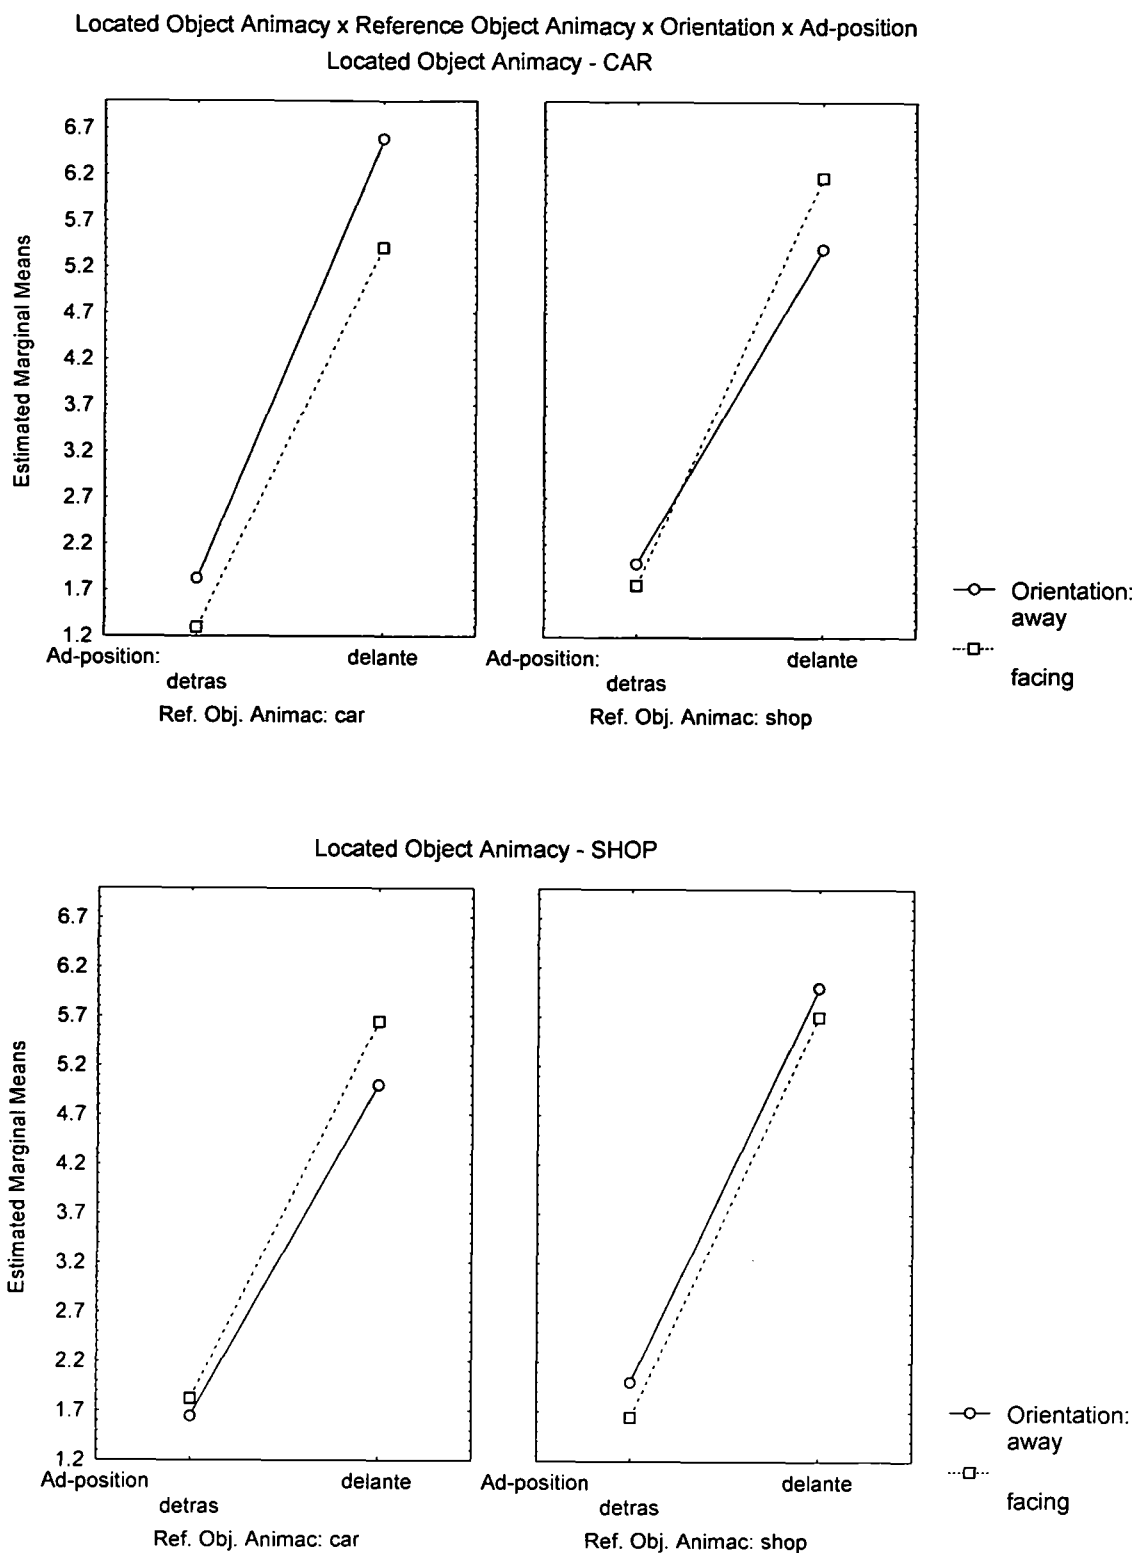 Located Object Animacy x Reference Object Animacy x Orientation x Ad-position
Located Object Animacy - CAR
Estimated Marginal Means
6.7
6.2
5.7
5.2
4.7
4.2
3.7
3.2
2.7
2.2
1.7
1.2
Ad-position:
detras
delante
Ref. Obj. Animac: car
Ad-position:
detras
delante
Ref. Obj. Animac: shop
Orientation:
away
facing
Located Object Animacy - SHOP
Estimated Marginal Means
6.7
6.2
5.7
5.2
4.7
4.2
3.7
3.2
2.7
2.2
1.7
1.2
Ad-position
detras
delante
Ref. Obj. Animac: car
Ad-position
detras
delante
Ref. Obj. Animac: shop
Orientation:
away
facing